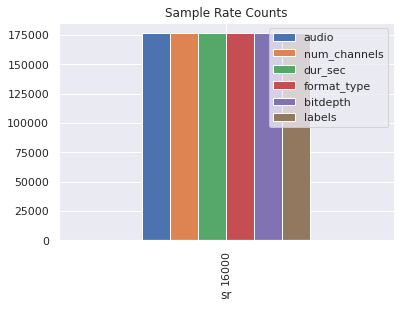 Sample Rate Counts
175000
150000
125000
100000
75000
50000
25000
0
audio
num_channels
dur_sec
format_type
bitdepth
labels
16000
sr